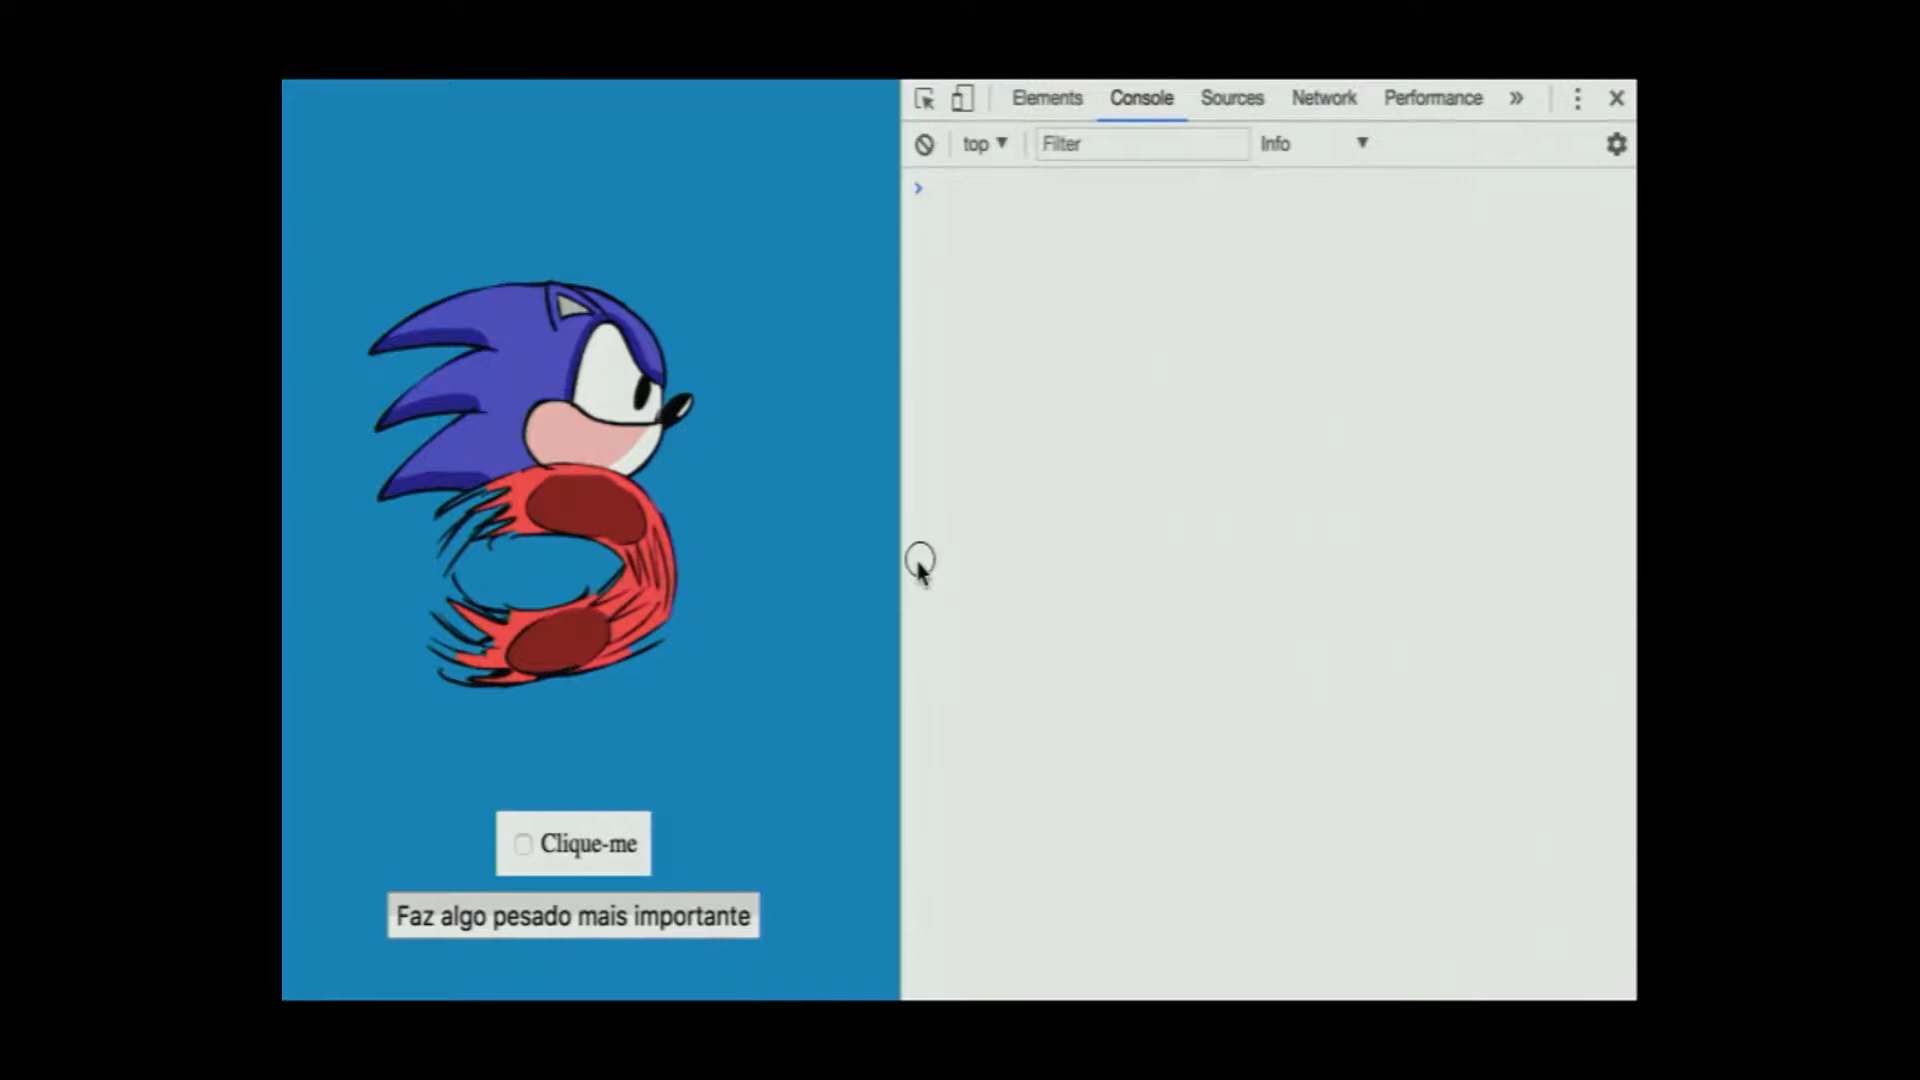 Elements Console Sources Network Performance »
top Filter Info
Clique-me
Faz algo pesado mais importante